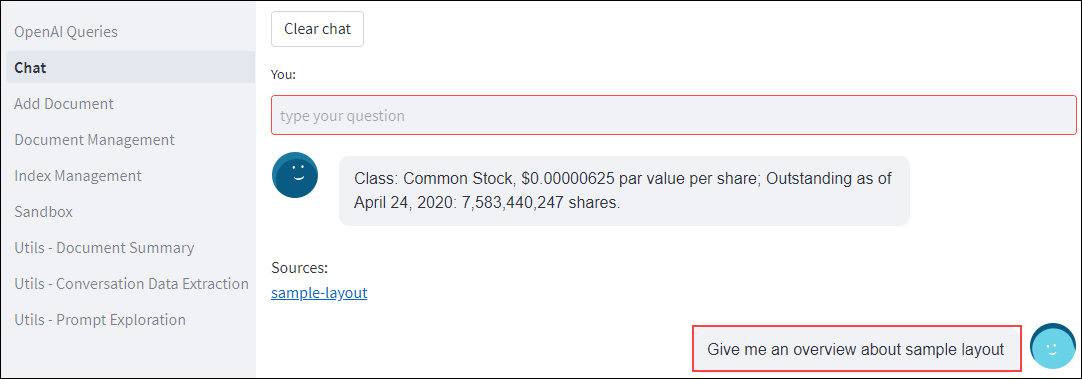 OpenAI Queries
Chat
Add Document
Document Management
Index Management
Sandbox
Utils - Document Summary
Utils - Conversation Data Extraction
Utils - Prompt Exploration
Clear chat
You:
type your question
Class: Common Stock, $0.00000625 par value per share; Outstanding as of
April 24, 2020: 7,583,440,247 shares.
Sources:
sample-layout
Give me an overview about sample layout